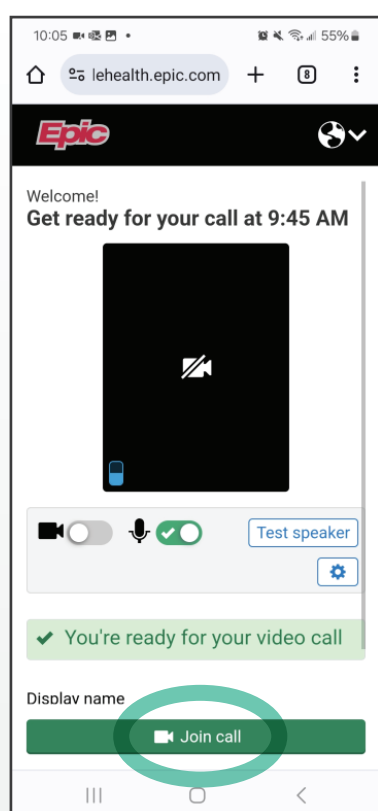 10:05 55%
lehealth.epic.com 8
Epic
Welcome!
Get ready for your call at 9:45 AM
Test speaker
You're ready for your video call
Display name
Join call